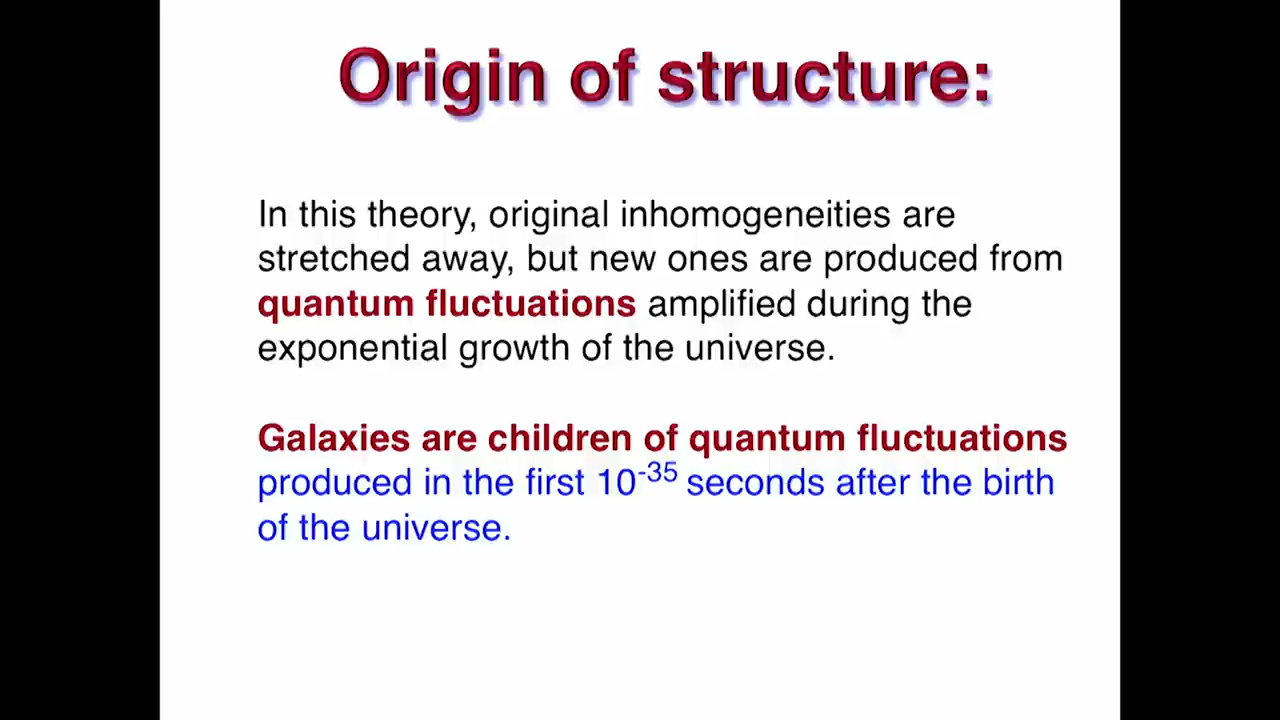 Origin of structure:
In this theory, original inhomogeneities are
stretched away, but new ones are produced from
quantum fluctuations amplified during the
exponential growth of the universe.
Galaxies are children of quantum fluctuations
produced in the first 10⁻³⁵ seconds after the birth
of the universe.